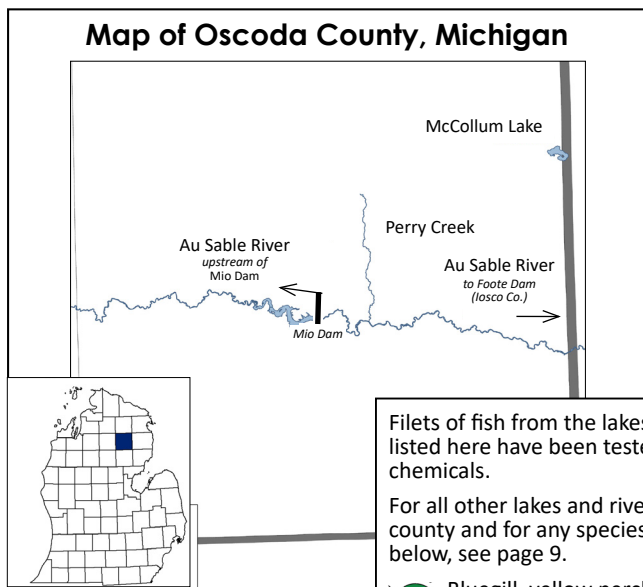 Map of Oscoda County, Michigan
McCollum Lake
Perry Creek
Au Sable River
upstream of
Mio Dam
Au Sable River
to Foote Dam
(Iosco Co.)
Mio Dam
Filets of fish from the lakes
listed here have been teste
chemicals.
For all other lakes and rive
county and for any species
below, see page 9.
Bluegill, yellow perch